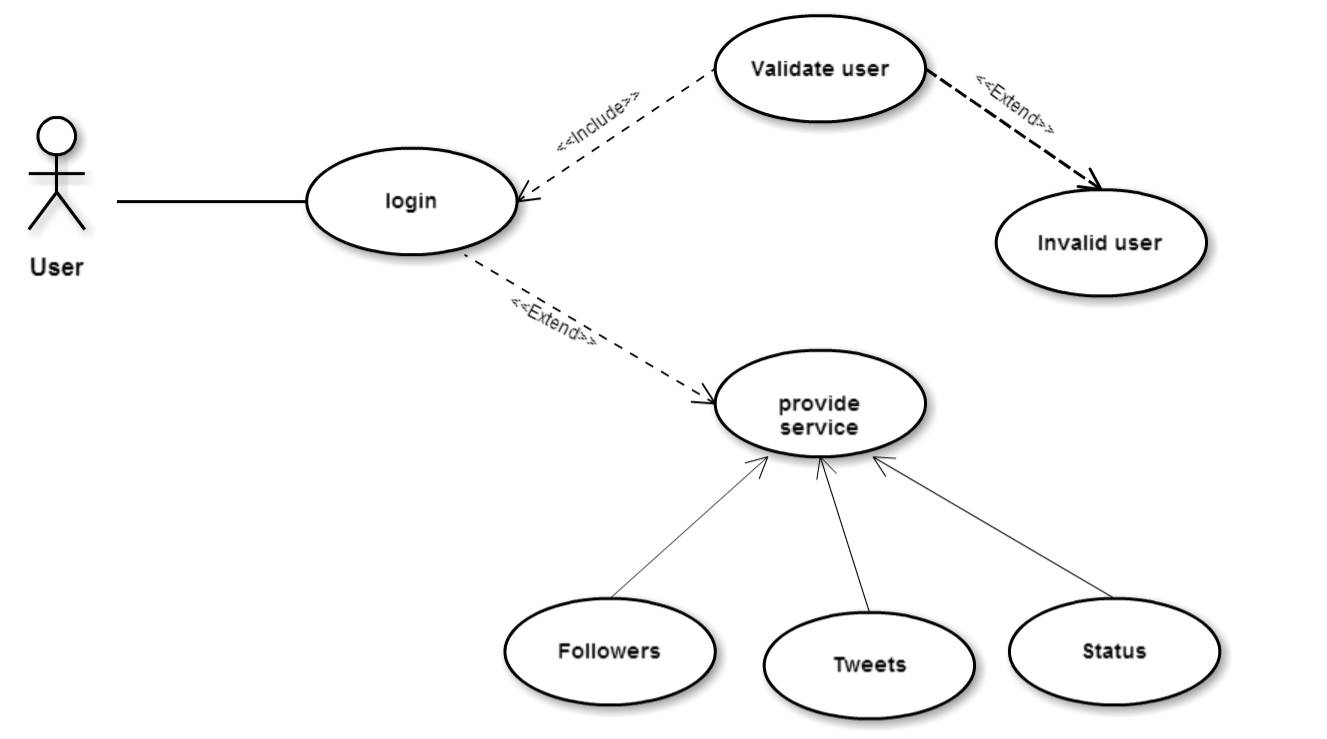 Validate user
<<Include>>
<<Extend>>
login
Invalid user
User
<<Extend>>
provide
service
Followers
Tweets
Status